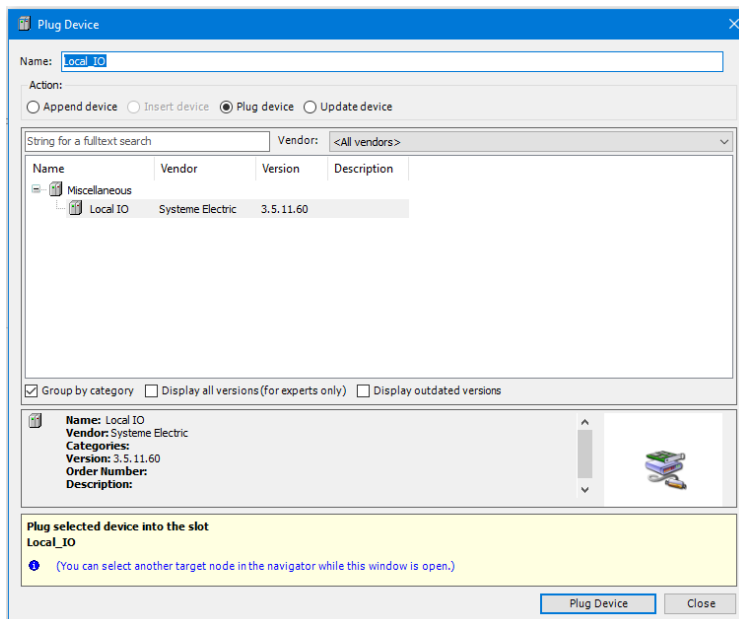 Plug Device
Name: Local_IO
Action:
Append device Insert device Plug device Update device
String for a fulltext search Vendor: <All vendors>
Name Vendor Version Description
Miscellaneous
Local IO Systeme Electric 3.5.11.60
Group by category Display all versions (for experts only) Display outdated versions
Name: Local IO
Vendor: Systeme Electric
Categories:
Version: 3.5.11.60
Order Number:
Description:
Plug selected device into the slot
Local_IO
(You can select another target node in the navigator while this window is open.)
Plug Device Close